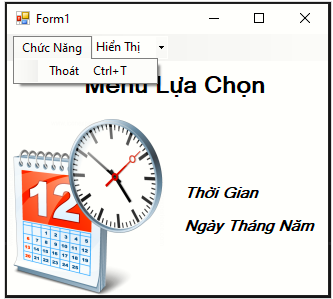 Form1
Chức Năng Hiển Thị
Thoát Ctrl+T
Menu Lựa Chọn
12
Thời Gian
Ngày Tháng Năm